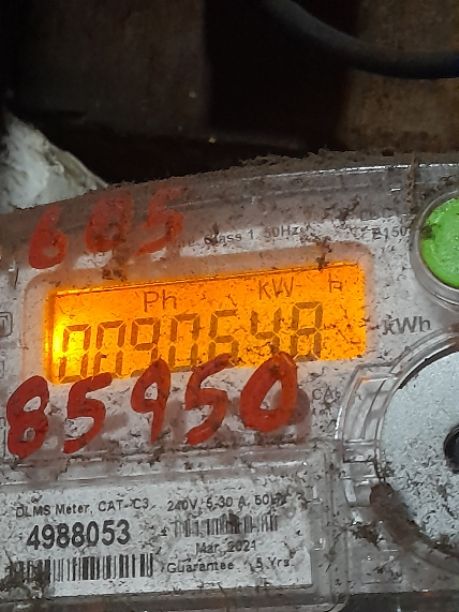 605
Class 1 50Hz
Ph kW h
0090648
kWh
85950
DLMS Meter, CAT-C3 240V, 5-30 A, 50Hz
4988053
Mar, 2021
Guarantee 5 Yrs.